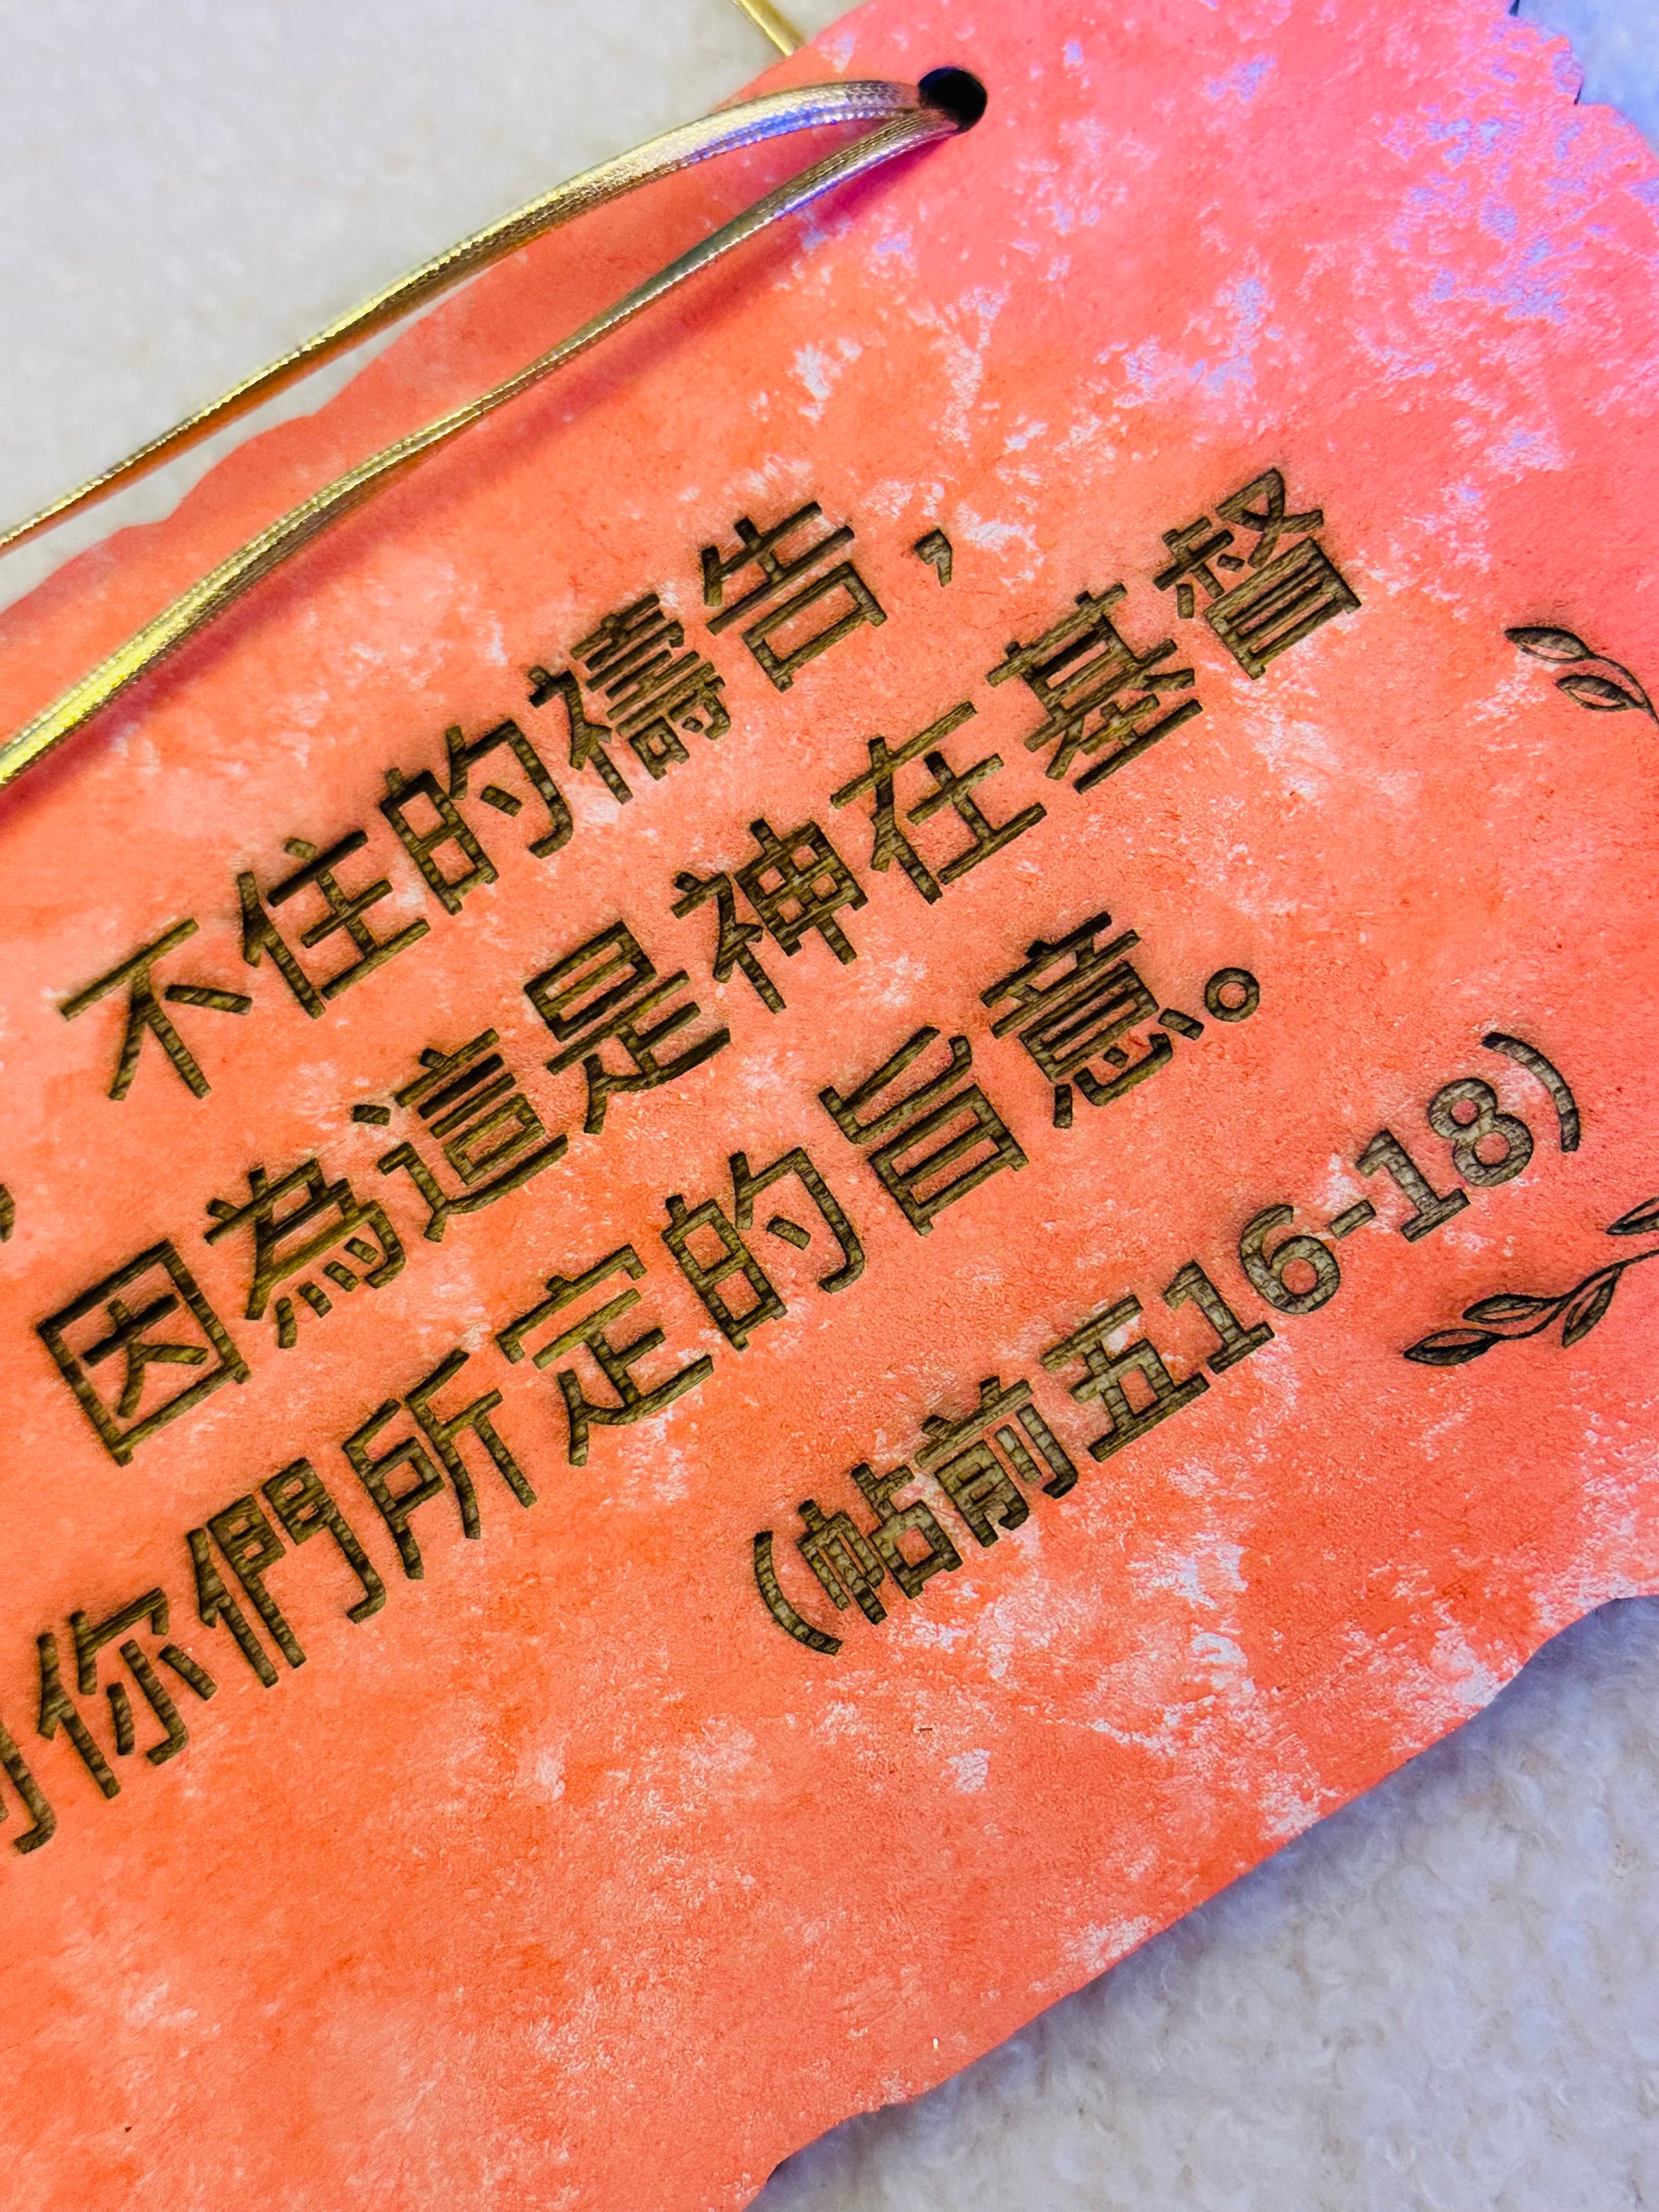 不住的禱告，
因為這是神在基督
向你們所定的旨意。
(帖前五16-18)